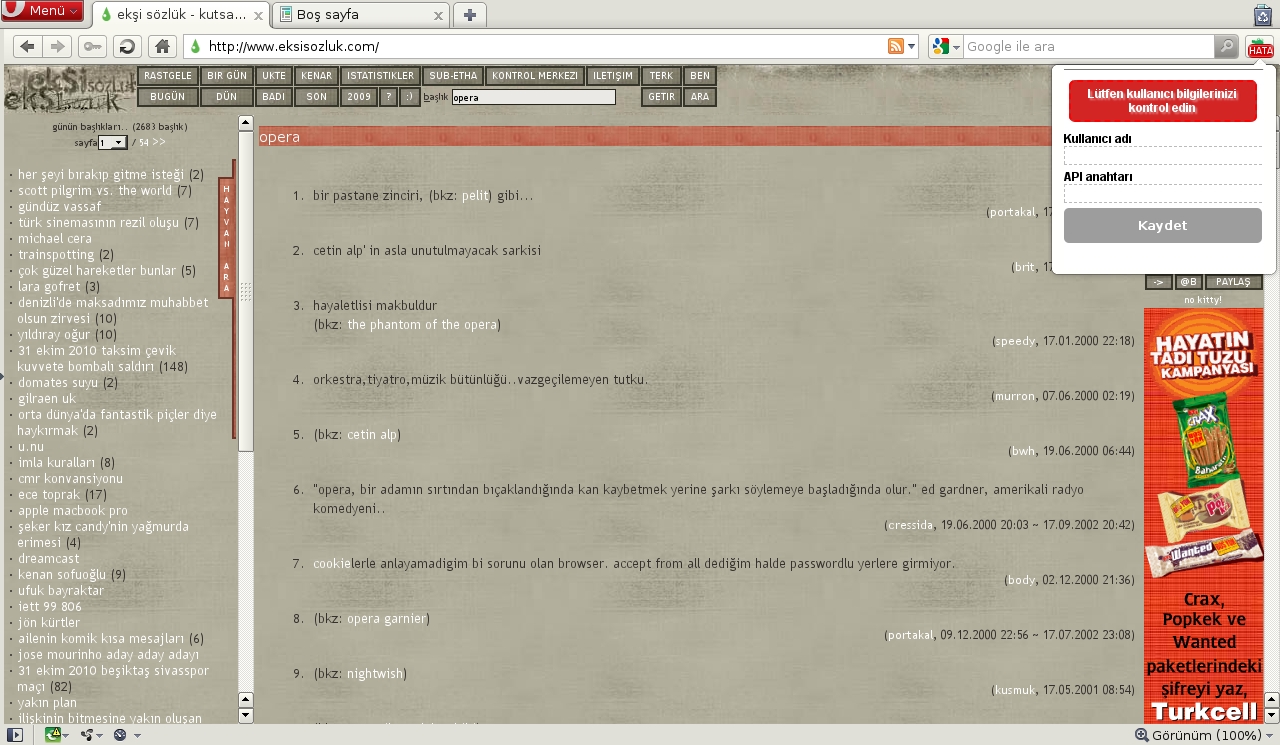 Menü
ekşi sözlük - kutsa...
Boş sayfa
http://www.eksisozluk.com/
Google ile ara
HATA
ekşi sözlük
RASTGELE BIR GÜN UKTE KENAR ISTATISTIKLER SUB-ETHA KONTROL MERKEZI ILETIŞIM TERK BEN
BUGÜN DÜN BADI SON 2009 ? :) başlık opera GETIR ARA
günün başlıkları.. (2683 başlık)
sayfa 1 / 54 >>
· her şeyi bırakıp gitme isteği (2)
· scott pilgrim vs. the world (7)
· gündüz vassaf
· türk sinemasının rezil oluşu (7)
· michael cera
· trainspotting (2)
· çok güzel hareketler bunlar (5)
· lara gofret (3)
· denizli'de maksadımız muhabbet
olsun zirvesi (10)
· yıldıray oğur (10)
· 31 ekim 2010 taksim çevik
kuvvete bombalı saldırı (148)
· domates suyu (2)
· gilraen uk
· orta dünya'da fantastik piçler diye
haykırmak (2)
· u.nu
· imla kuralları (8)
· cmr konvansiyonu
· ece toprak (17)
· apple macbook pro
· şeker kız candy'nin yağmurda
erimesi (4)
· dreamcast
· kenan sofuoğlu (9)
· ufuk bayraktar
· iett 99 806
· jön kürtler
· ailenin komik kısa mesajları (6)
· jose mourinho aday aday adayı
· 31 ekim 2010 beşiktaş sivasspor
maçı (82)
· yakın plan
· ilişkinin bitmesine yakın oluşan
HAYVAN ARA
opera
1. bir pastane zinciri, (bkz: pelit) gibi...
(portakal, 17
2. cetin alp' in asla unutulmayacak sarkisi
(brit, 17
3. hayaletlisi makbuldur
(bkz: the phantom of the opera)
(speedy, 17.01.2000 22:18)
4. orkestra,tiyatro,müzik bütünlüğü..vazgeçilemeyen tutku.
(murron, 07.06.2000 02:19)
5. (bkz: cetin alp)
(bwh, 19.06.2000 06:44)
6. "opera, bir adamın sırtından bıçaklandığında kan kaybetmek yerine şarkı söylemeye başladığında olur." ed gardner, amerikali radyo
komedyeni..
(cressida, 19.06.2000 20:03 ~ 17.09.2002 20:42)
7. cookielerle anlayamadigim bi sorunu olan browser. accept from all dediğim halde passwordlu yerlere girmiyor.
(body, 02.12.2000 21:36)
8. (bkz: opera garnier)
(portakal, 09.12.2000 22:56 ~ 17.07.2002 23:08)
9. (bkz: nightwish)
(kusmuk, 17.05.2001 08:54)
Lütfen kullanıcı bilgilerinizi
kontrol edin
Kullanıcı adı
API anahtarı
Kaydet
-> @B PAYLAŞ
no kitty!
HAYATIN
TADI TUZU
KAMPANYASI
CRAX
Baharatlı
Wanted
Crax,
Popkek ve
Wanted
paketlerindeki
şifreyi yaz,
Turkcell
Görünüm (100%)